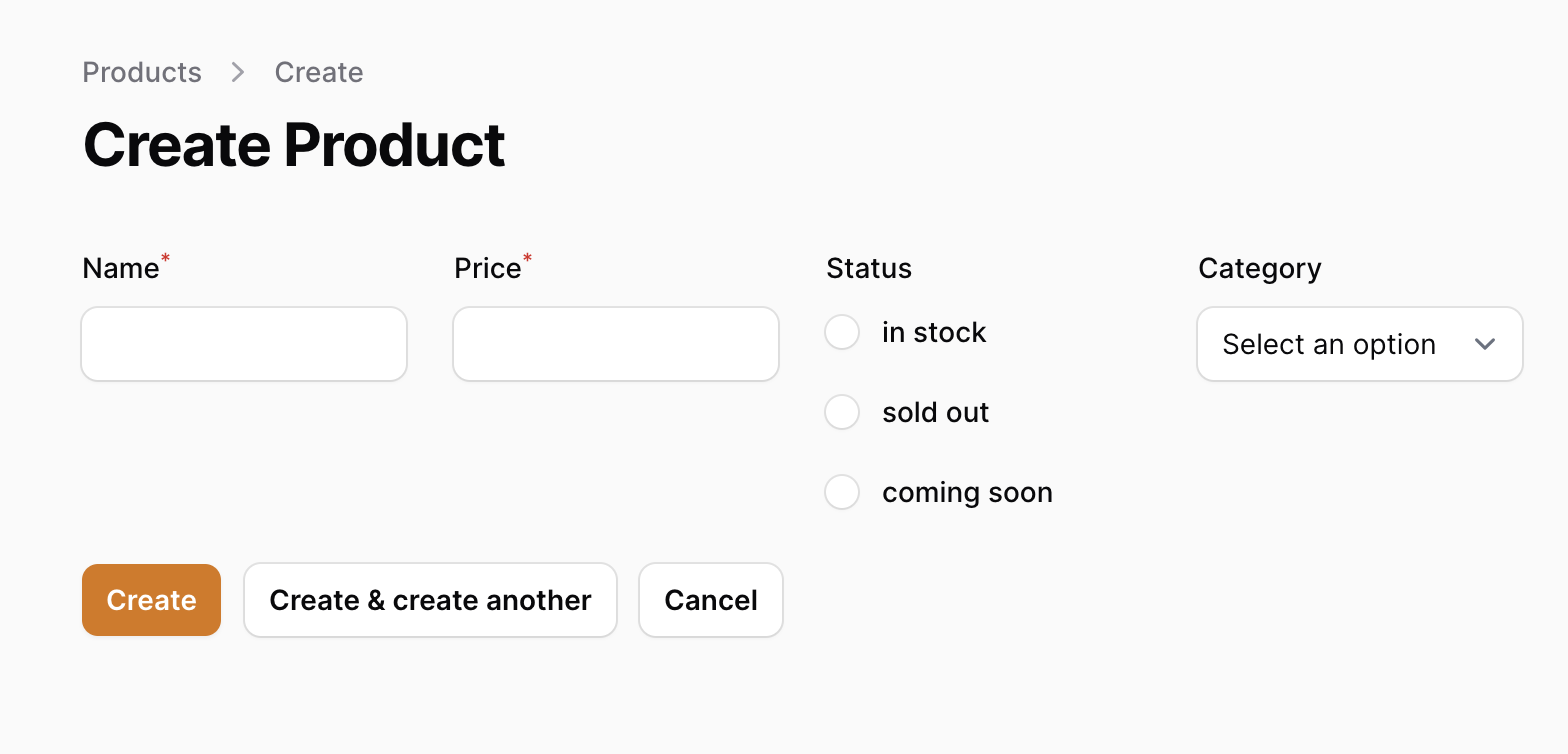 Products > Create
Create Product
Name*
Price*
Status
in stock
sold out
coming soon
Category
Select an option
Create
Create & create another
Cancel